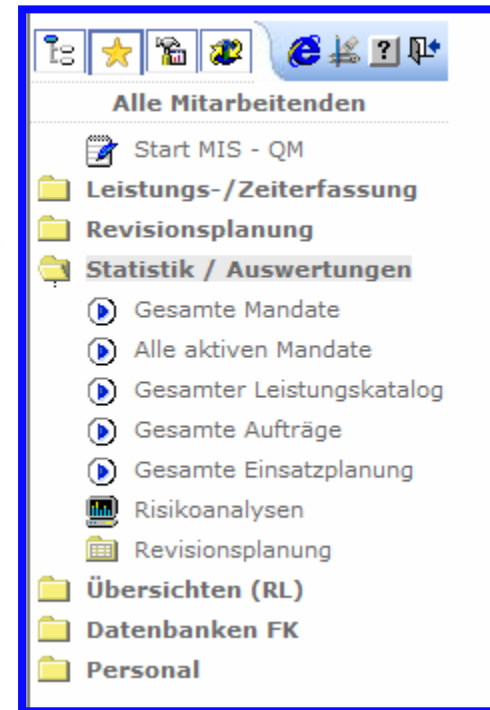 Alle Mitarbeitenden
Start MIS - QM
Leistungs-/Zeiterfassung
Revisionsplanung
Statistik / Auswertungen
Gesamte Mandate
Alle aktiven Mandate
Gesamter Leistungskatalog
Gesamte Aufträge
Gesamte Einsatzplanung
Risikoanalysen
Revisionsplanung
Übersichten (RL)
Datenbanken FK
Personal